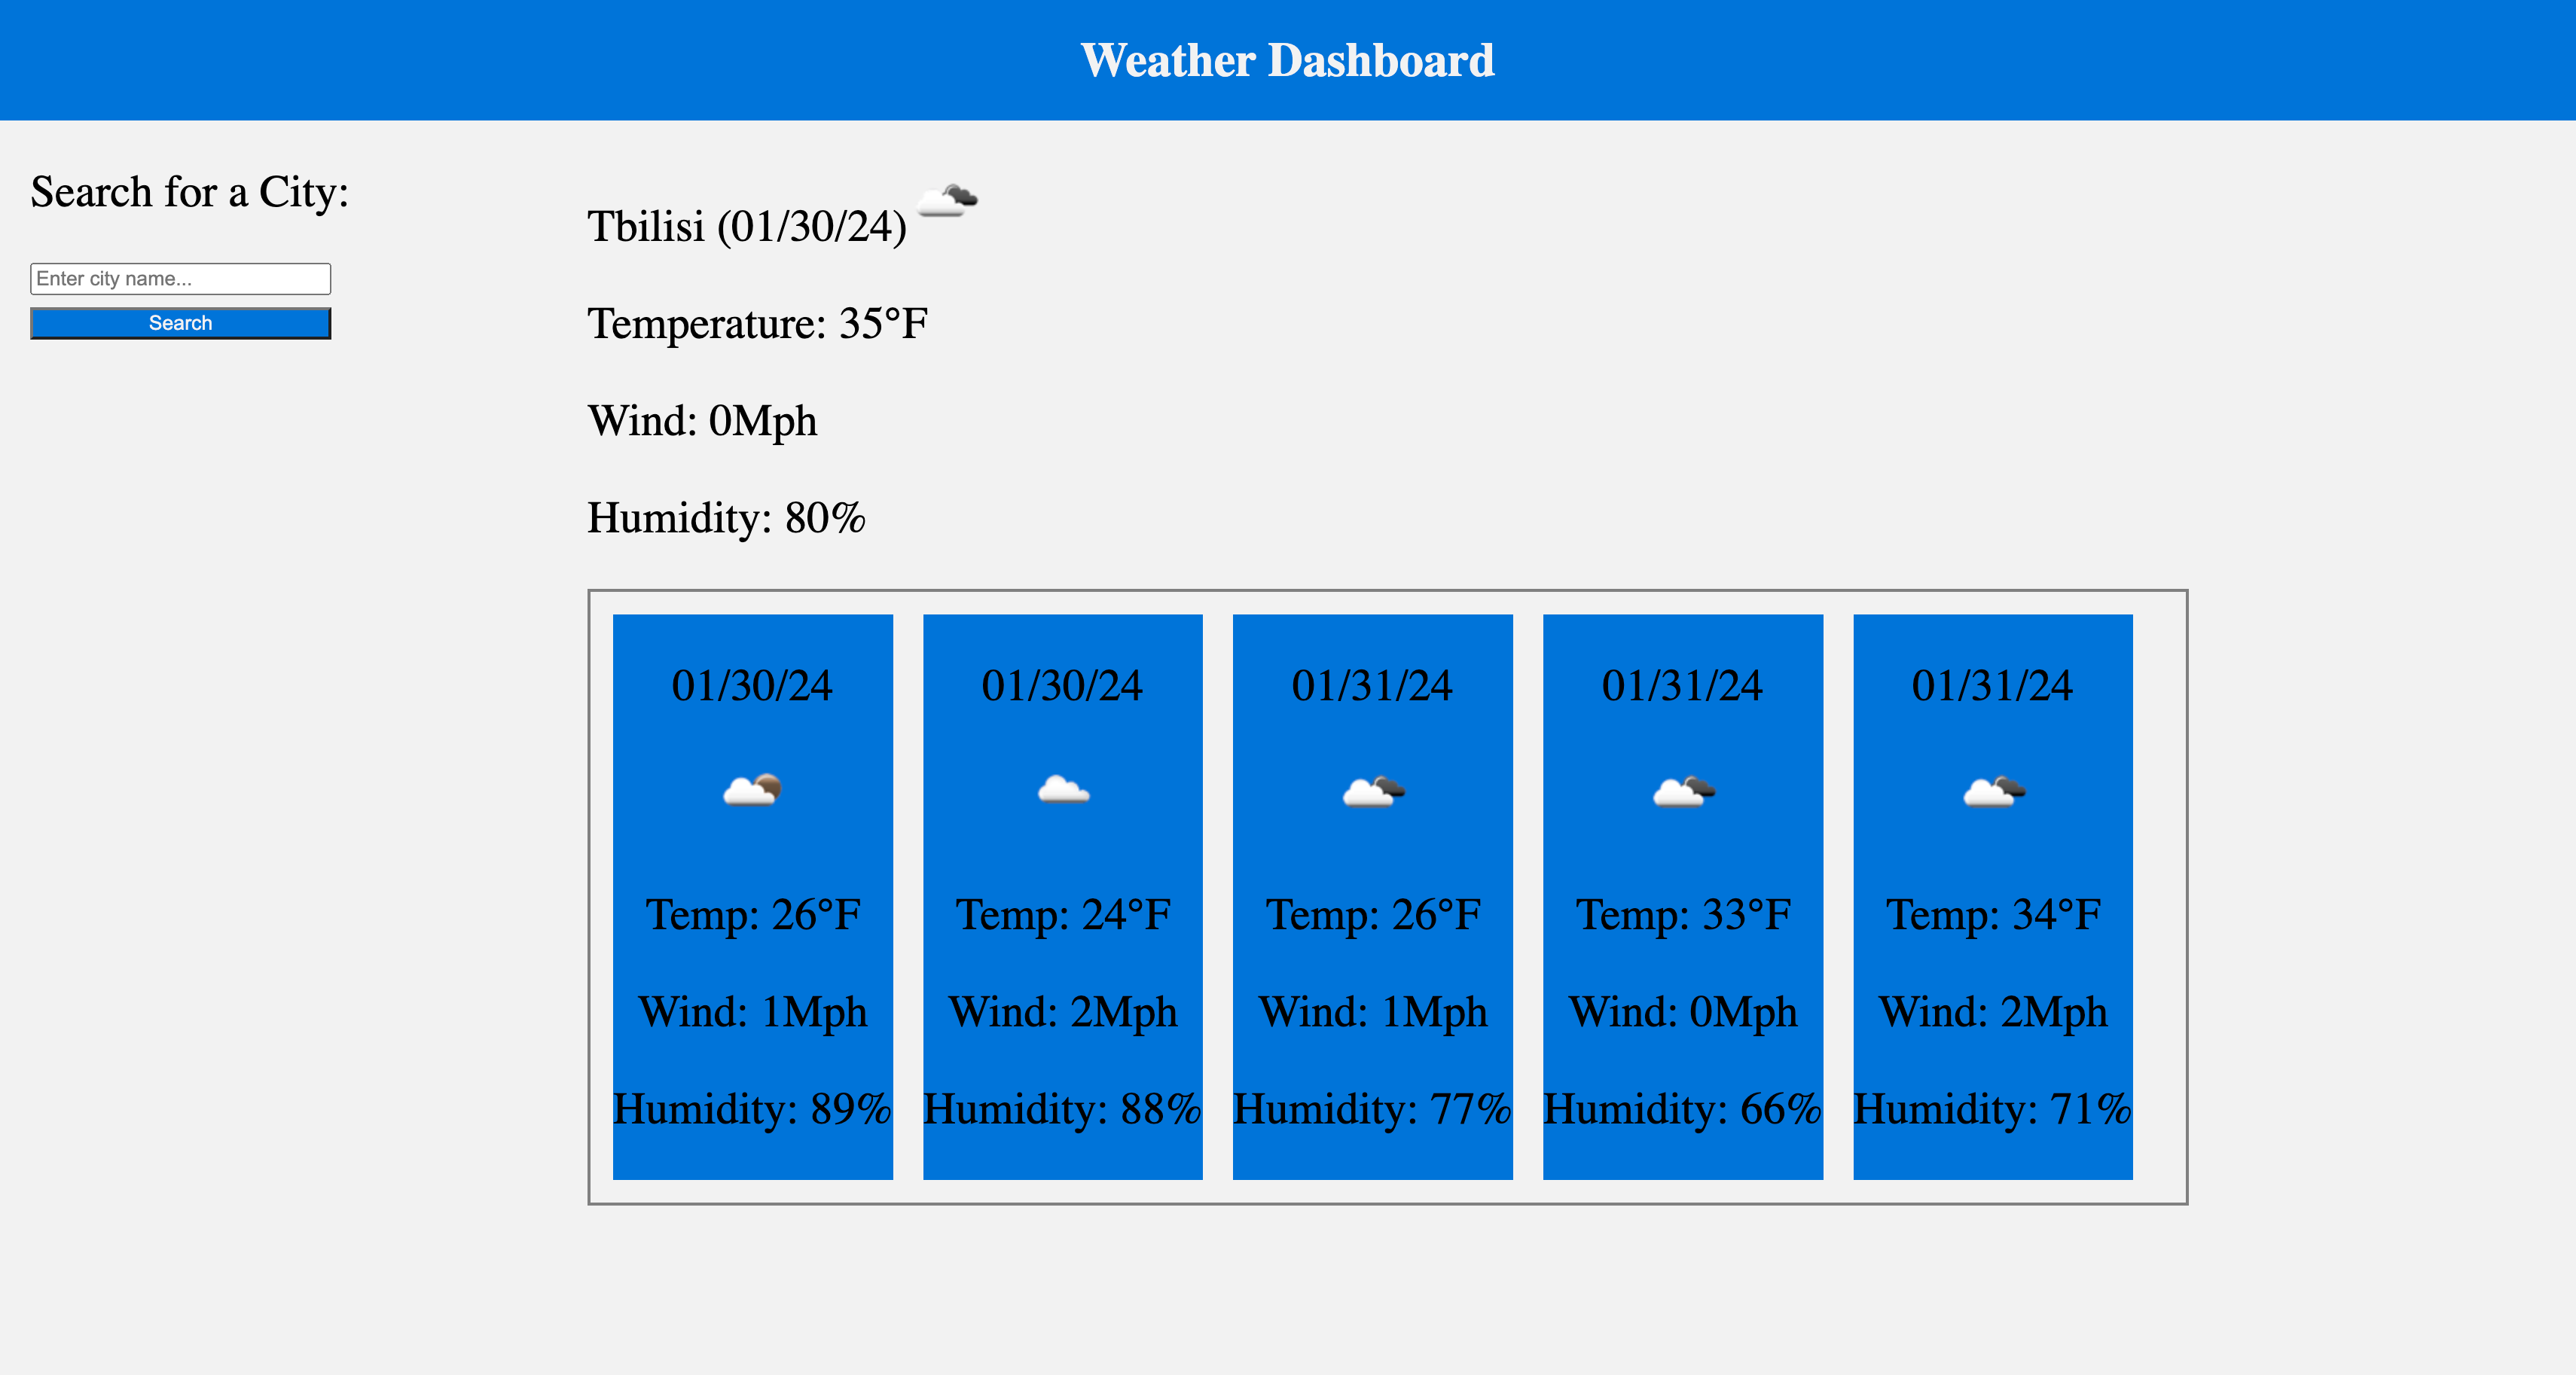 Weather Dashboard
Search for a City:
Enter city name...
Search
Tbilisi (01/30/24)
Temperature: 35°F
Wind: 0Mph
Humidity: 80%
01/30/24
Temp: 26°F
Wind: 1Mph
Humidity: 89%
01/30/24
Temp: 24°F
Wind: 2Mph
Humidity: 88%
01/31/24
Temp: 26°F
Wind: 1Mph
Humidity: 77%
01/31/24
Temp: 33°F
Wind: 0Mph
Humidity: 66%
01/31/24
Temp: 34°F
Wind: 2Mph
Humidity: 71%